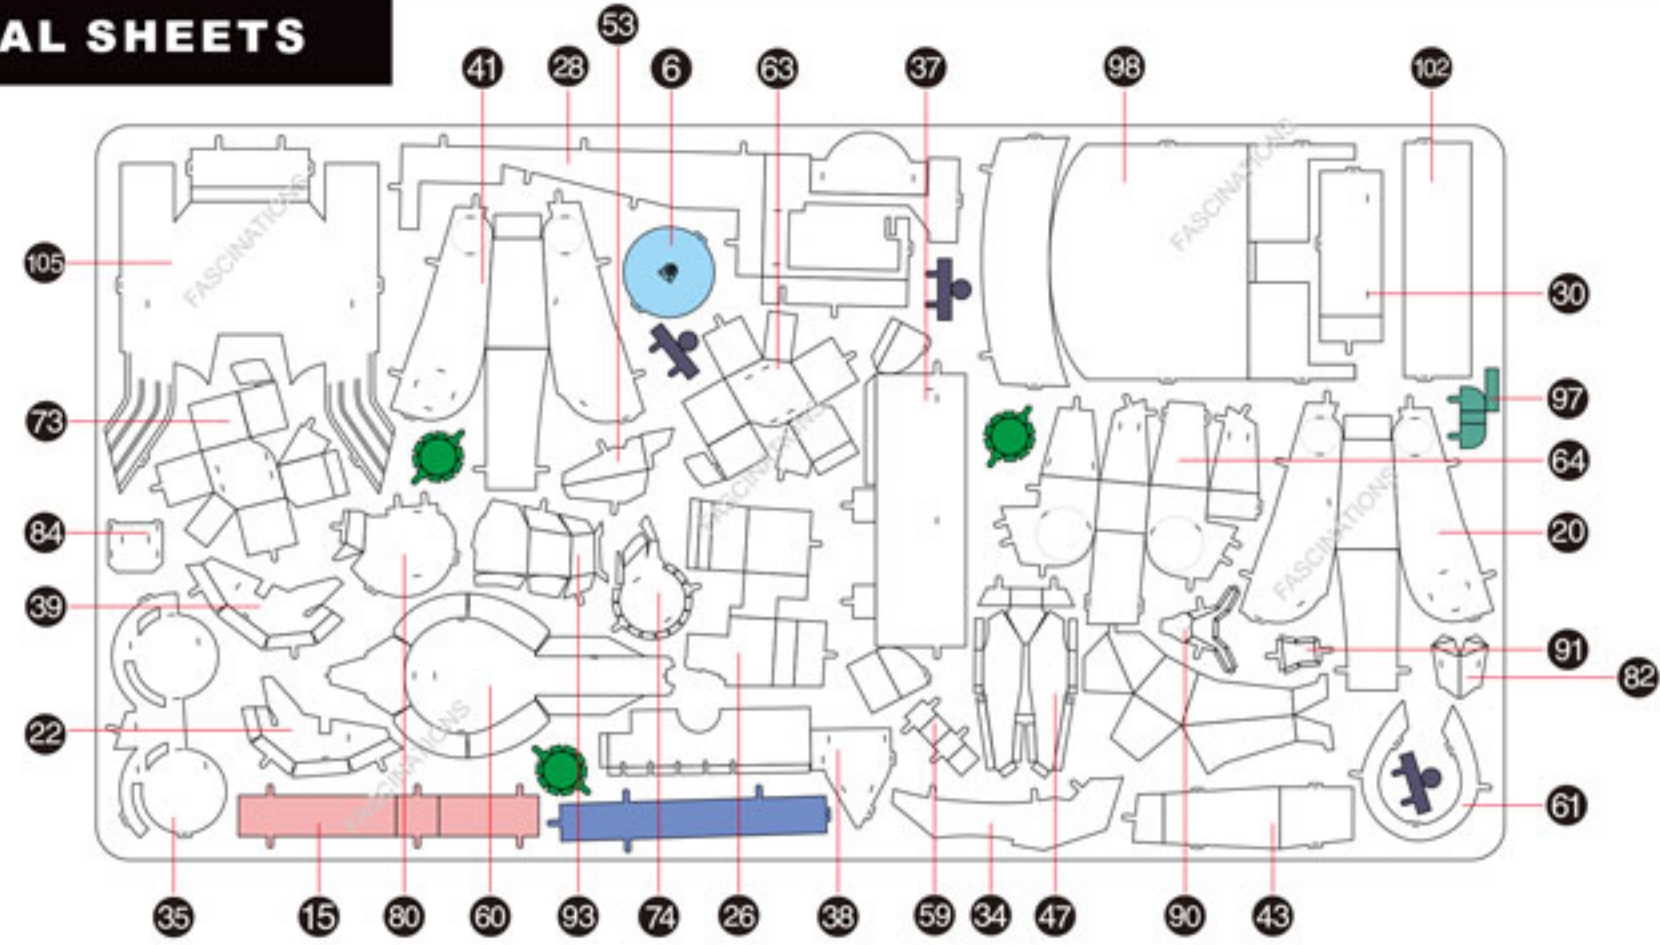 AL SHEETS
53
41 28 6 63 37 98 102
105
30
97
73
64
84
20
39
91
82
22
61
35 15 80 60 93 74 26 38 59 34 47 90 43
FASCINATIONS
FASCINATIONS
FASCINATIONS
FASCINATIONS
FASCINATIONS